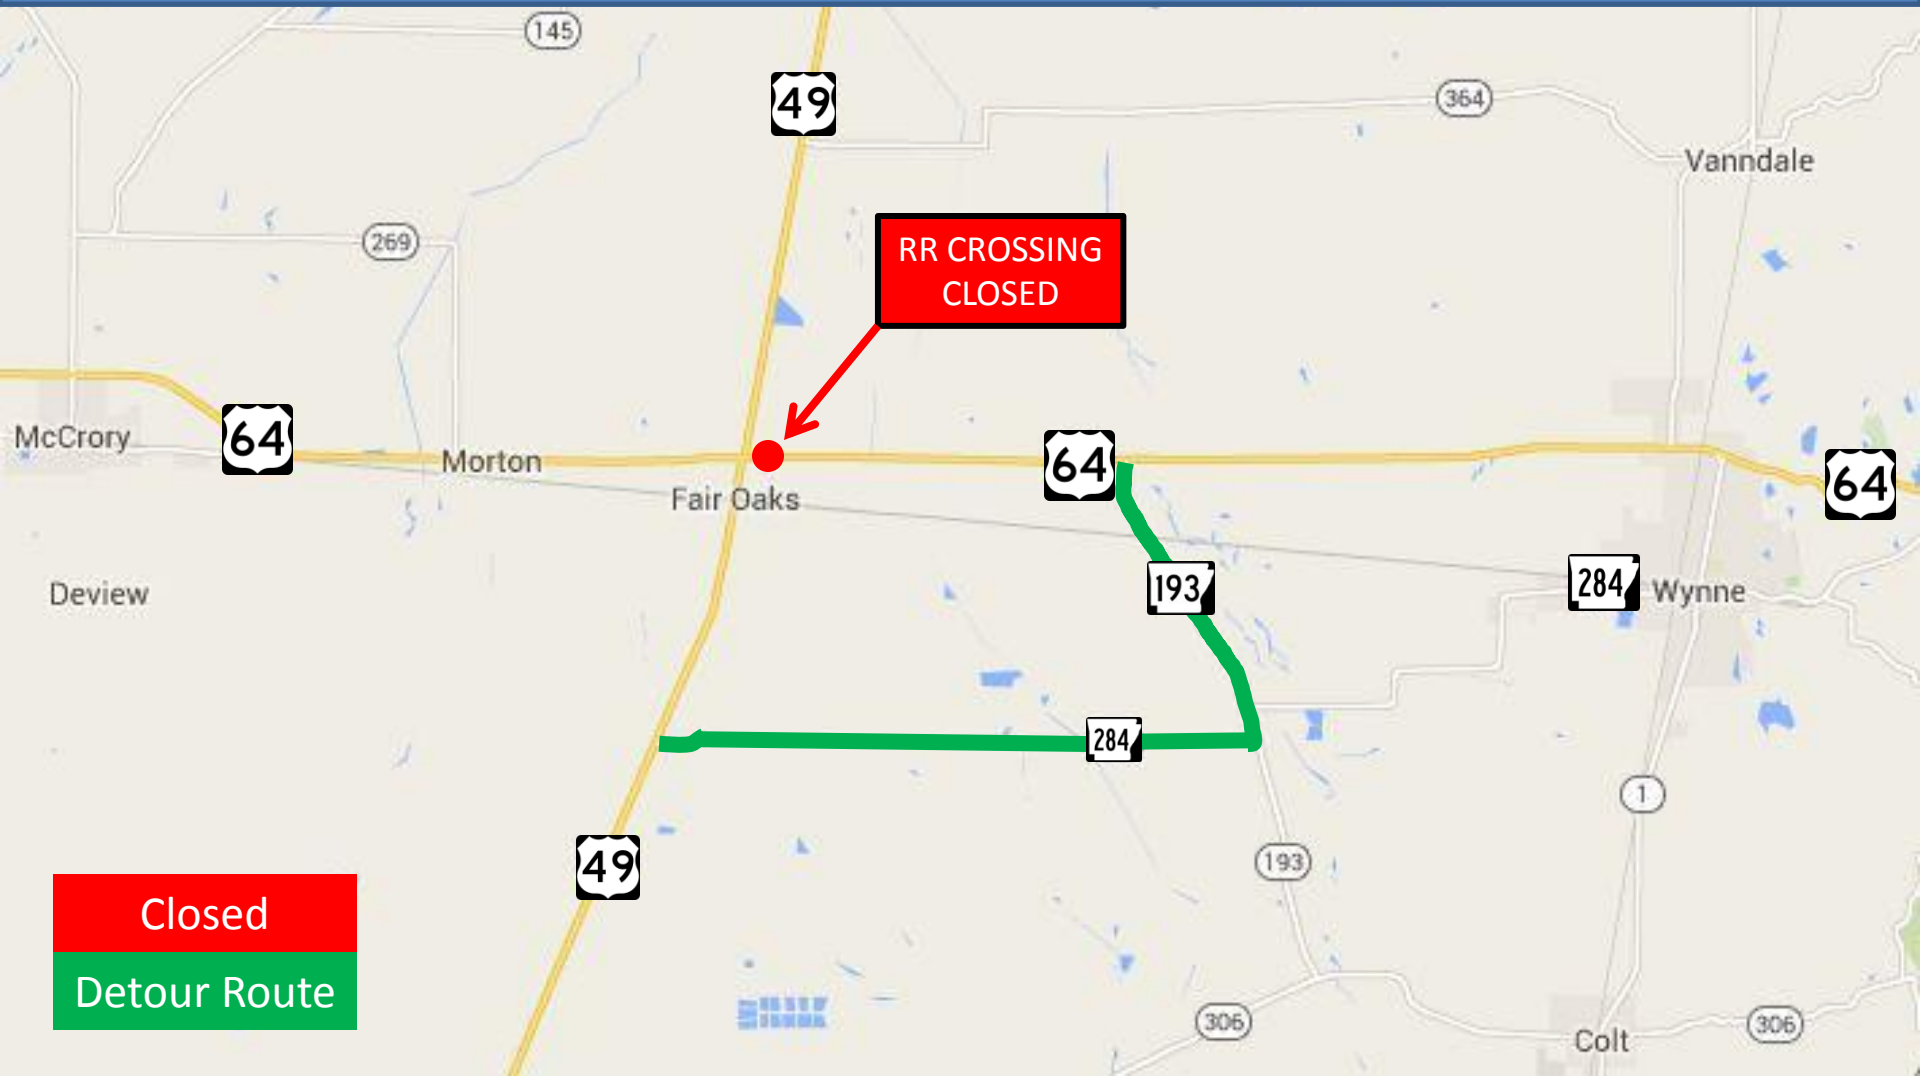 145
49
364
Vanndale
269
RR CROSSING
CLOSED
McCrory
64
Morton
64
64
Fair Oaks
Deview
193
284
Wynne
284
1
49
193
Closed
Detour Route
306
306
Colt